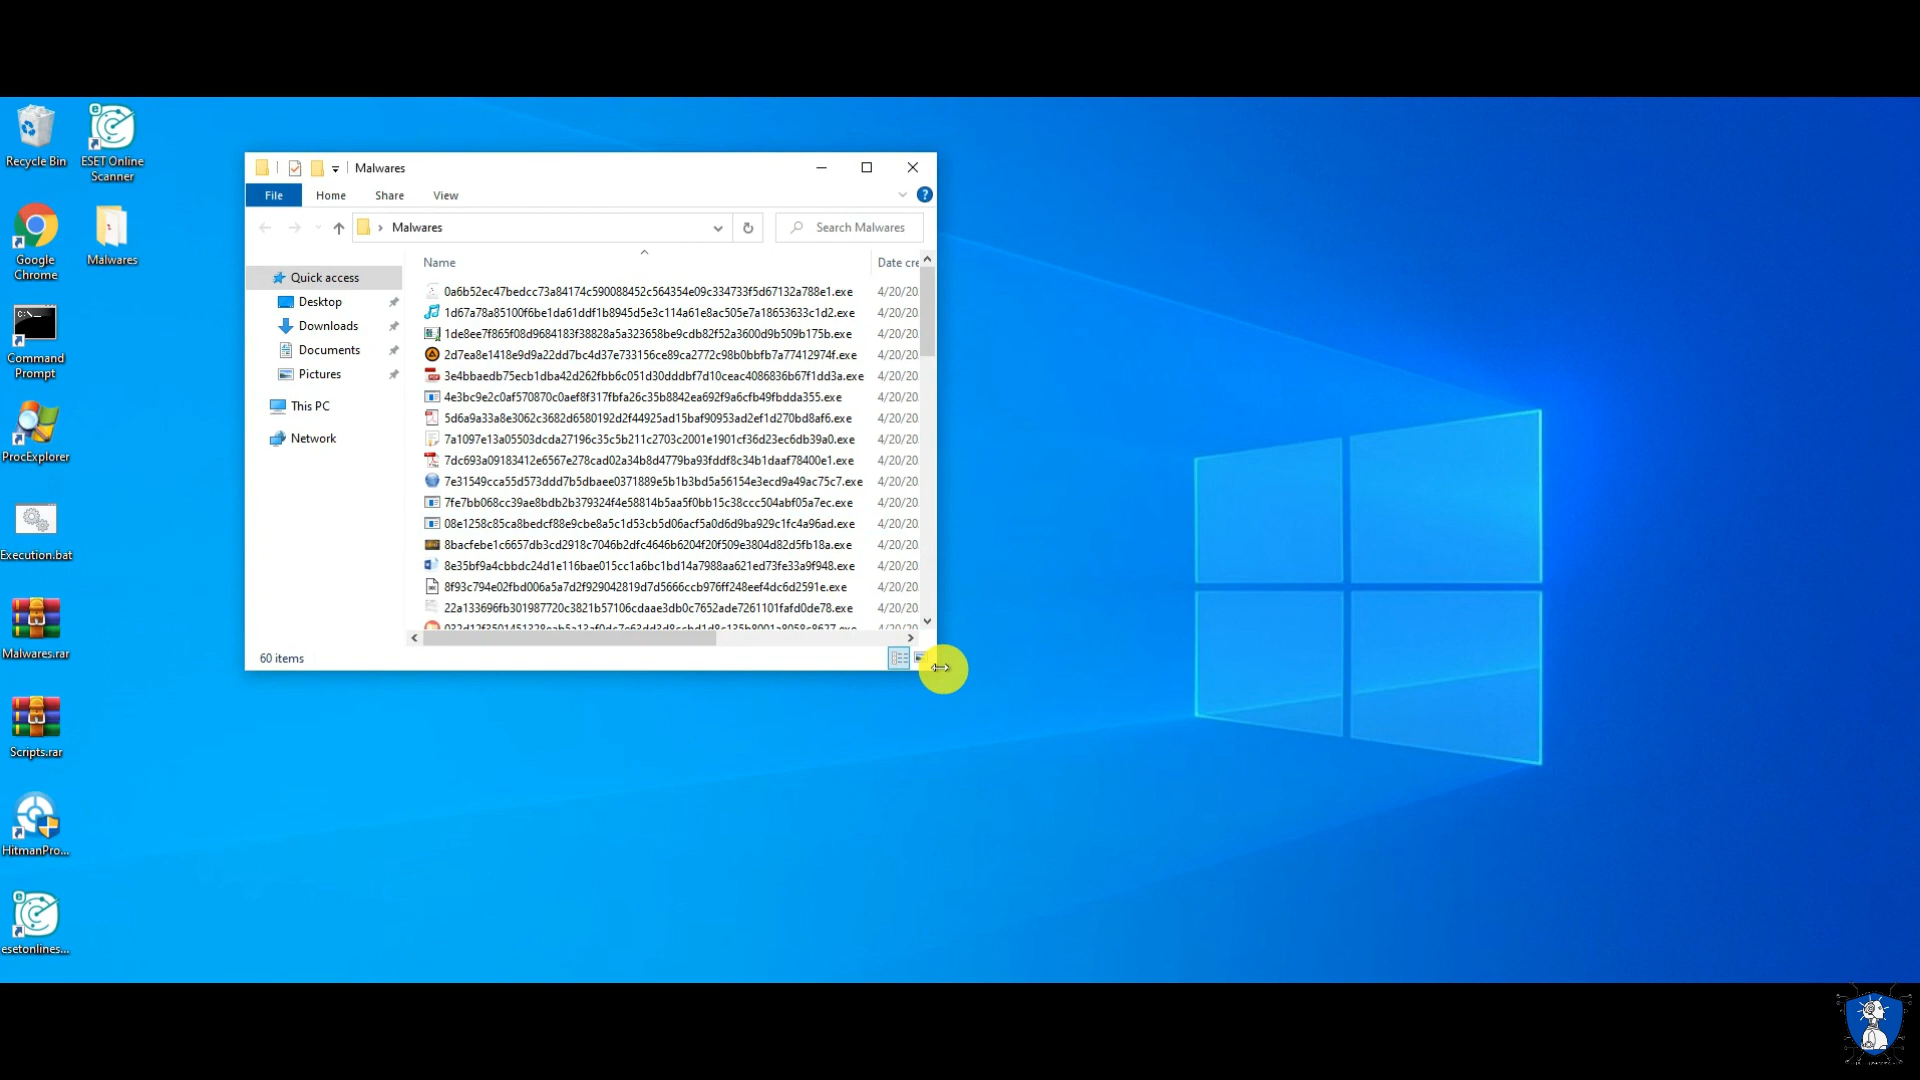 Recycle Bin
ESET Online
Scanner
Google
Chrome
Malwares
Command
Prompt
ProcExplorer
Execution.bat
Malwares.rar
Scripts.rar
HitmanPro...
esetonlines...
Malwares
File
Home
Share
View
?
Malwares
Search Malwares
Quick access
Desktop
Downloads
Documents
Pictures
This PC
Network
Name
Date cre
0a6b52ec47bedcc73a84174c590088452c564354e09c334733f5d67132a788e1.exe 4/20/20
1d67a78a85100f6be1da61ddf1b8945d5e3c114a61e8ac505e7a18653633c1d2.exe 4/20/20
1de8ee7f865f08d9684183f38828a5a323658be9cdb82f52a3600d9b509b175b.exe 4/20/20
2d7ea8e1418e9d9a22dd7bc4d37e733156ce89ca2772c98b0bbfb7a77412974f.exe 4/20/20
3e4bbaedb75ecb1dba42d262fbb6c051d30dddbf7d10ceac4086836b67f1dd3a.exe 4/20/20
4e3bc9e2c0af570870c0aef8f317fbfa26c35b8842ea692f9a6cfb49fbdda355.exe 4/20/20
5d6a9a33a8e3062c3682d6580192d2f44925ad15baf90953ad2ef1d270bd8af6.exe 4/20/20
7a1097e13a05503dcda27196c35c5b211c2703c2001e1901cf36d23ec6db39a0.exe 4/20/20
7dc693a09183412e6567e278cad02a34b8d4779ba93fddf8c34b1daaf78400e1.exe 4/20/20
7e31549cca55d573ddd7b5dbaee0371889e5b1b3bd5a56154e3ecd9a49ac75c7.exe 4/20/20
7fe7bb068cc39ae8bdb2b379324f4e58814b5aa5f0bb15c38ccc504abf05a7ec.exe 4/20/20
08e1258c85ca8bedcf88e9cbe8a5c1d53cb5d06acf5a0d6d9ba929c1fc4a96ad.exe 4/20/20
8bacfebe1c6657db3cd2918c7046b2dfc4646b6204f20f509e3804d82d5fb18a.exe 4/20/20
8e35bf9a4cbbdc24d1e116bae015cc1a6bc1bd14a7988aa621ed73fe33a9f948.exe 4/20/20
8f93c794e02fbd006a5a7d2f929042819d7d5666ccb976ff248eef4dc6d2591e.exe 4/20/20
22a133696fb301987720c3821b57106cdaae3db0c7652ade7261101fafd0de78.exe 4/20/20
60 items